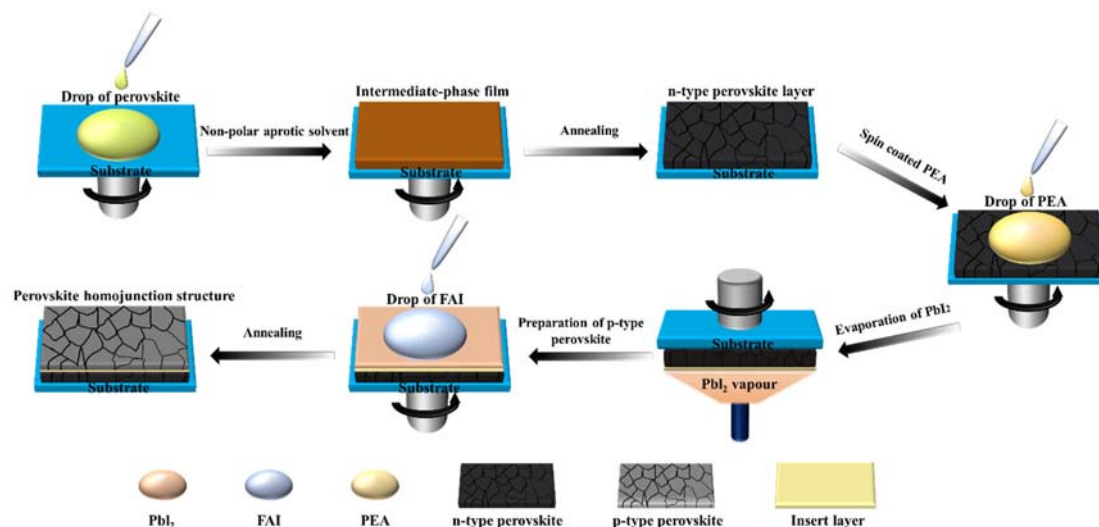 Drop of perovskite
Substrate
Non-polar aprotic solvent
Intermediate-phase film
Substrate
Annealing
n-type perovskite layer
Substrate
Spin coated PEA
Drop of PEA
Substrate
Evaporation of PbI₂
Substrate
PbI₂ vapour
Preparation of p-type
perovskite
Drop of FAI
Substrate
Annealing
Perovskite homojunction structure
Substrate
PbI₂
FAI
PEA
n-type perovskite
p-type perovskite
Insert layer